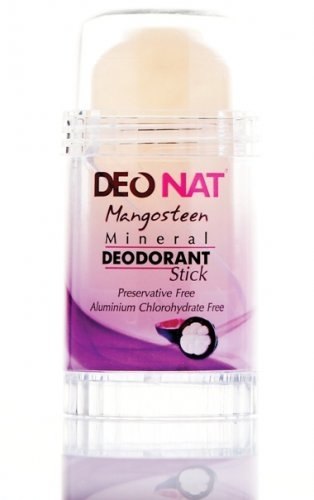 DEO NAT
Mangosteen
Mineral
DEODORANT
Stick
Preservative Free
Aluminium Chlorohydrate Free